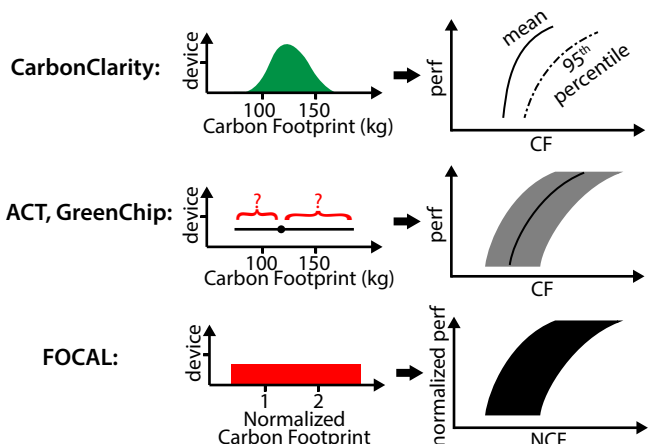 CarbonClarity:
device
100 150
Carbon Footprint (kg)
perf
mean
95th
percentile
CF
ACT, GreenChip:
device
? ?
100 150
Carbon Footprint (kg)
perf
CF
FOCAL:
device
1 2
Normalized
Carbon Footprint
normalized perf
NCF